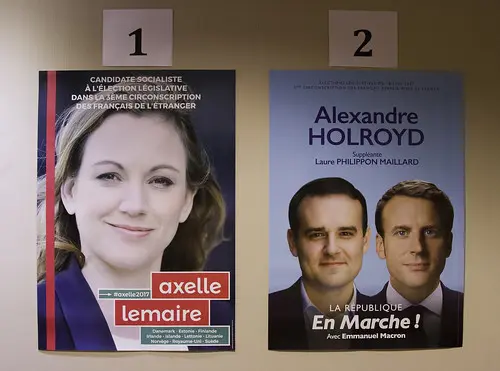 1
CANDIDATE SOCIALISTE
À L'ÉLECTION LÉGISLATIVE
DANS LA 3ÈME CIRCONSCRIPTION
DES FRANÇAIS DE L'ÉTRANGER
#axelle2017
axelle
lemaire
Danemark - Estonie - Finlande
Irlande - Islande - Lettonie - Lituanie
Norvège - Royaume-Uni - Suède
2
Alexandre
HOLROYD
Suppléante
Laure PHILIPPON MAILLARD
LA RÉPUBLIQUE
En Marche !
Avec Emmanuel Macron